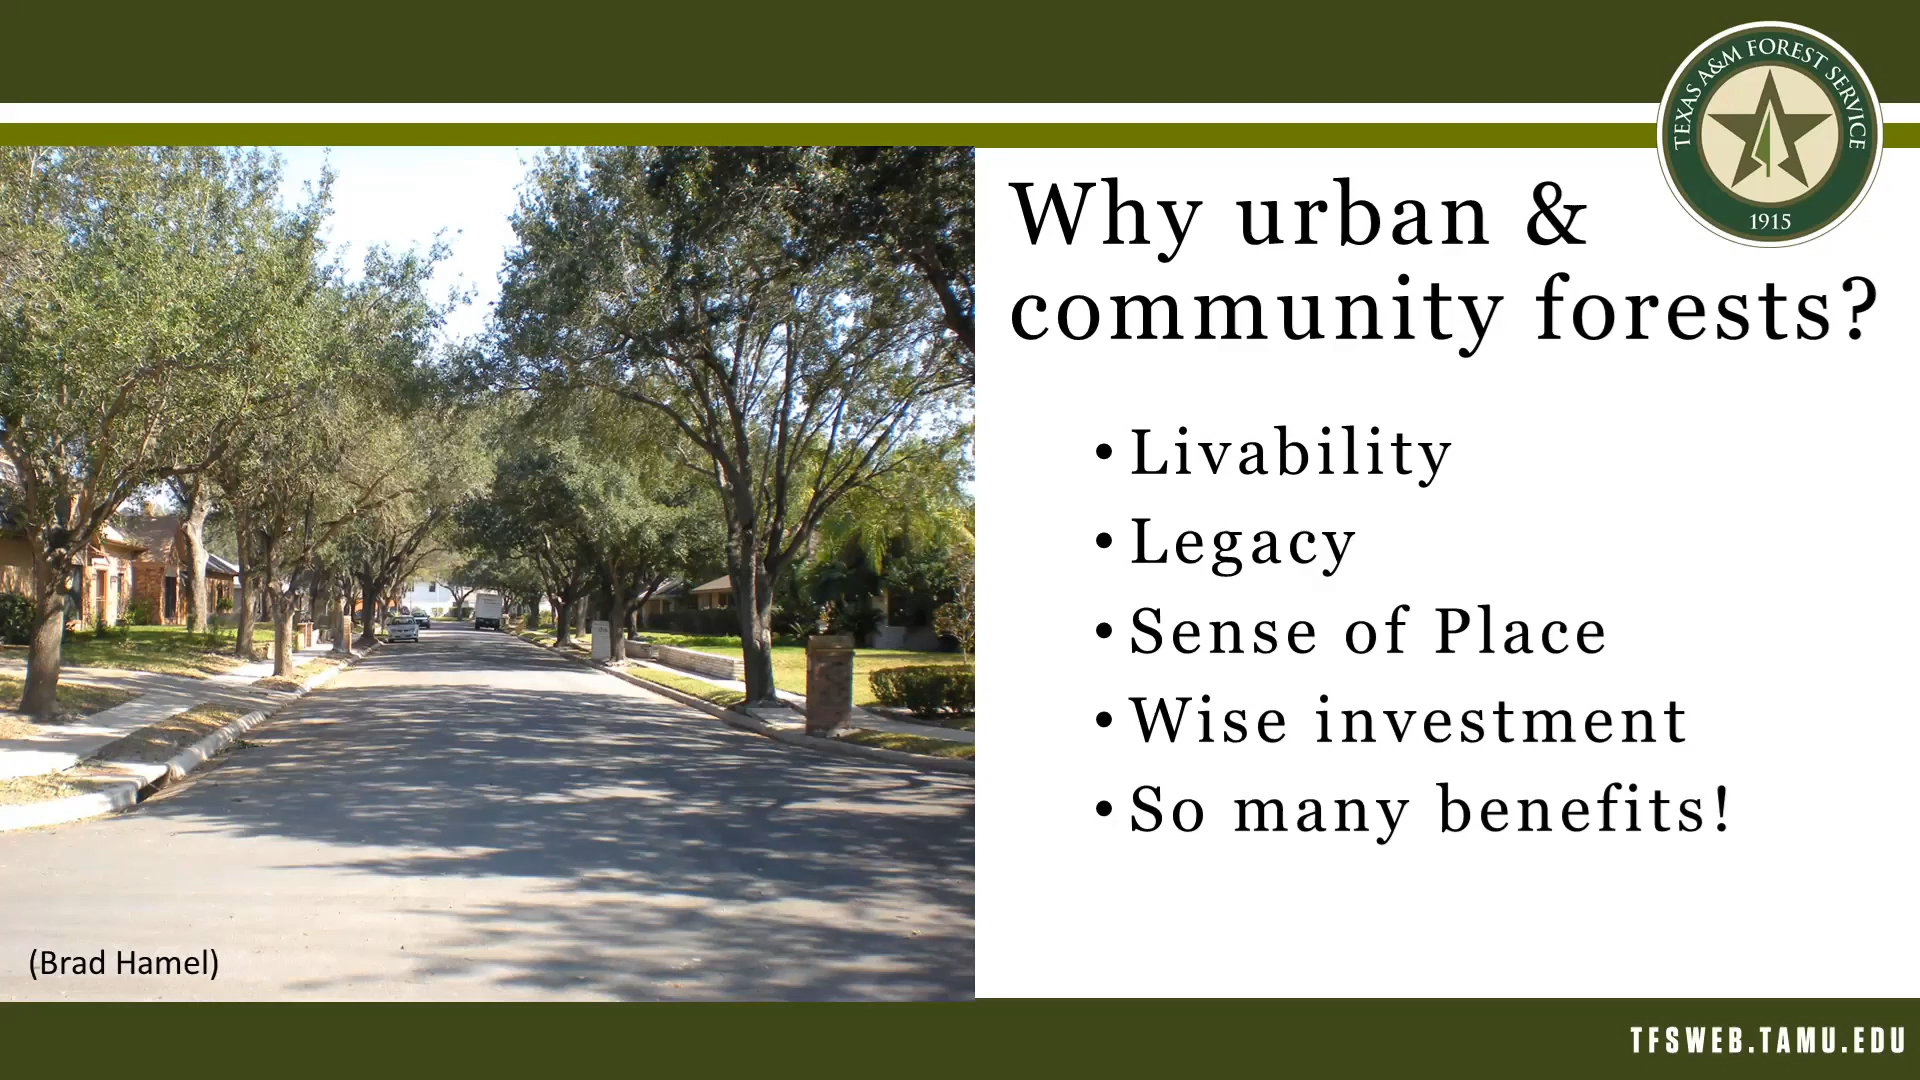 TEXAS A&M FOREST SERVICE
1915
Why urban &
community forests?
• Livability
• Legacy
• Sense of Place
• Wise investment
• So many benefits!
(Brad Hamel)
TFSWEB.TAMU.EDU